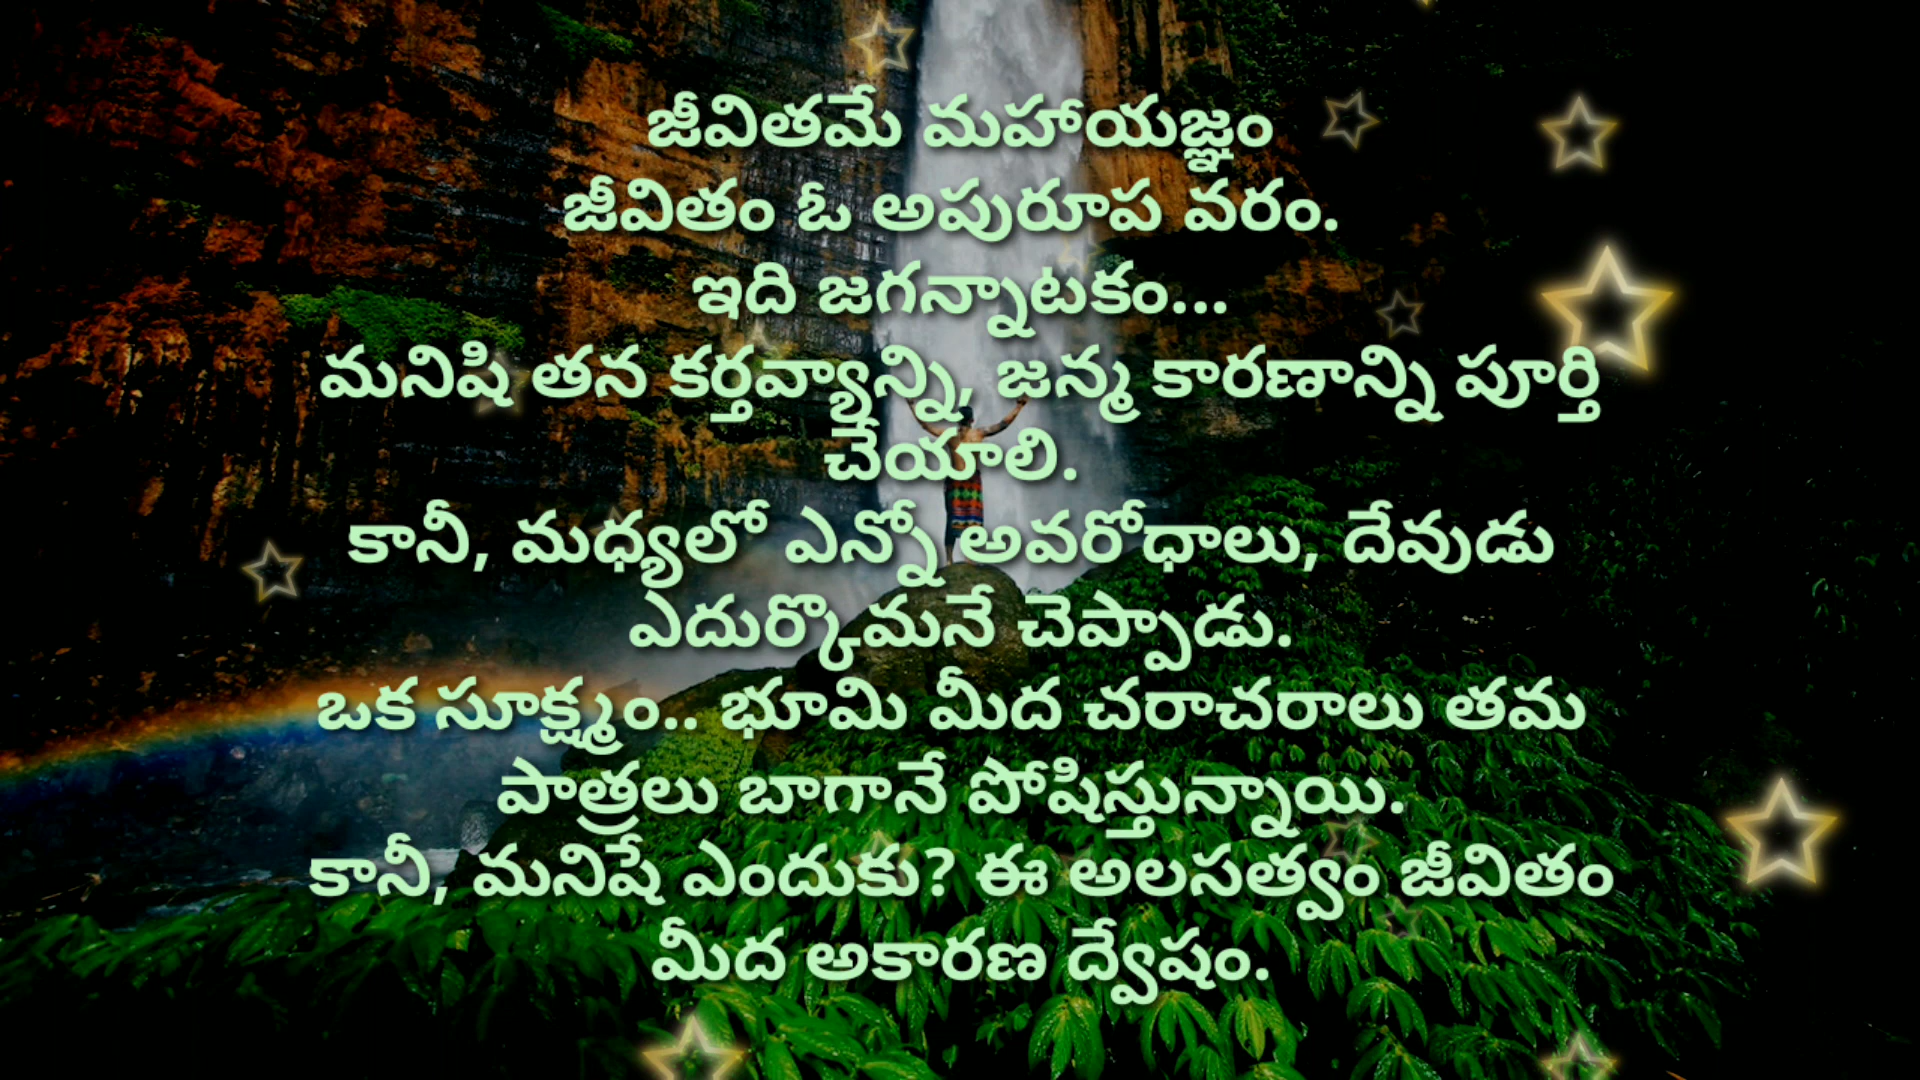 జీవితమే మహాయజ్ఞం
జీవితం ఓ అపురూప వరం.
ఇది జగన్నాటకం...
మనిషి తన కర్తవ్యాన్ని, జన్మ కారణాన్ని పూర్తి
చేయాలి.
కానీ, మధ్యలో ఎన్నో అవరోధాలు, దేవుడు
ఎదుర్కొమనే చెప్పాడు.
ఒక సూక్ష్మం.. భూమి మీద చరాచరాలు తమ
పాత్రలు బాగానే పోషిస్తున్నాయి.
కానీ, మనిషే ఎందుకు? ఈ అలసత్వం జీవితం
మీద అకారణ ద్వేషం.